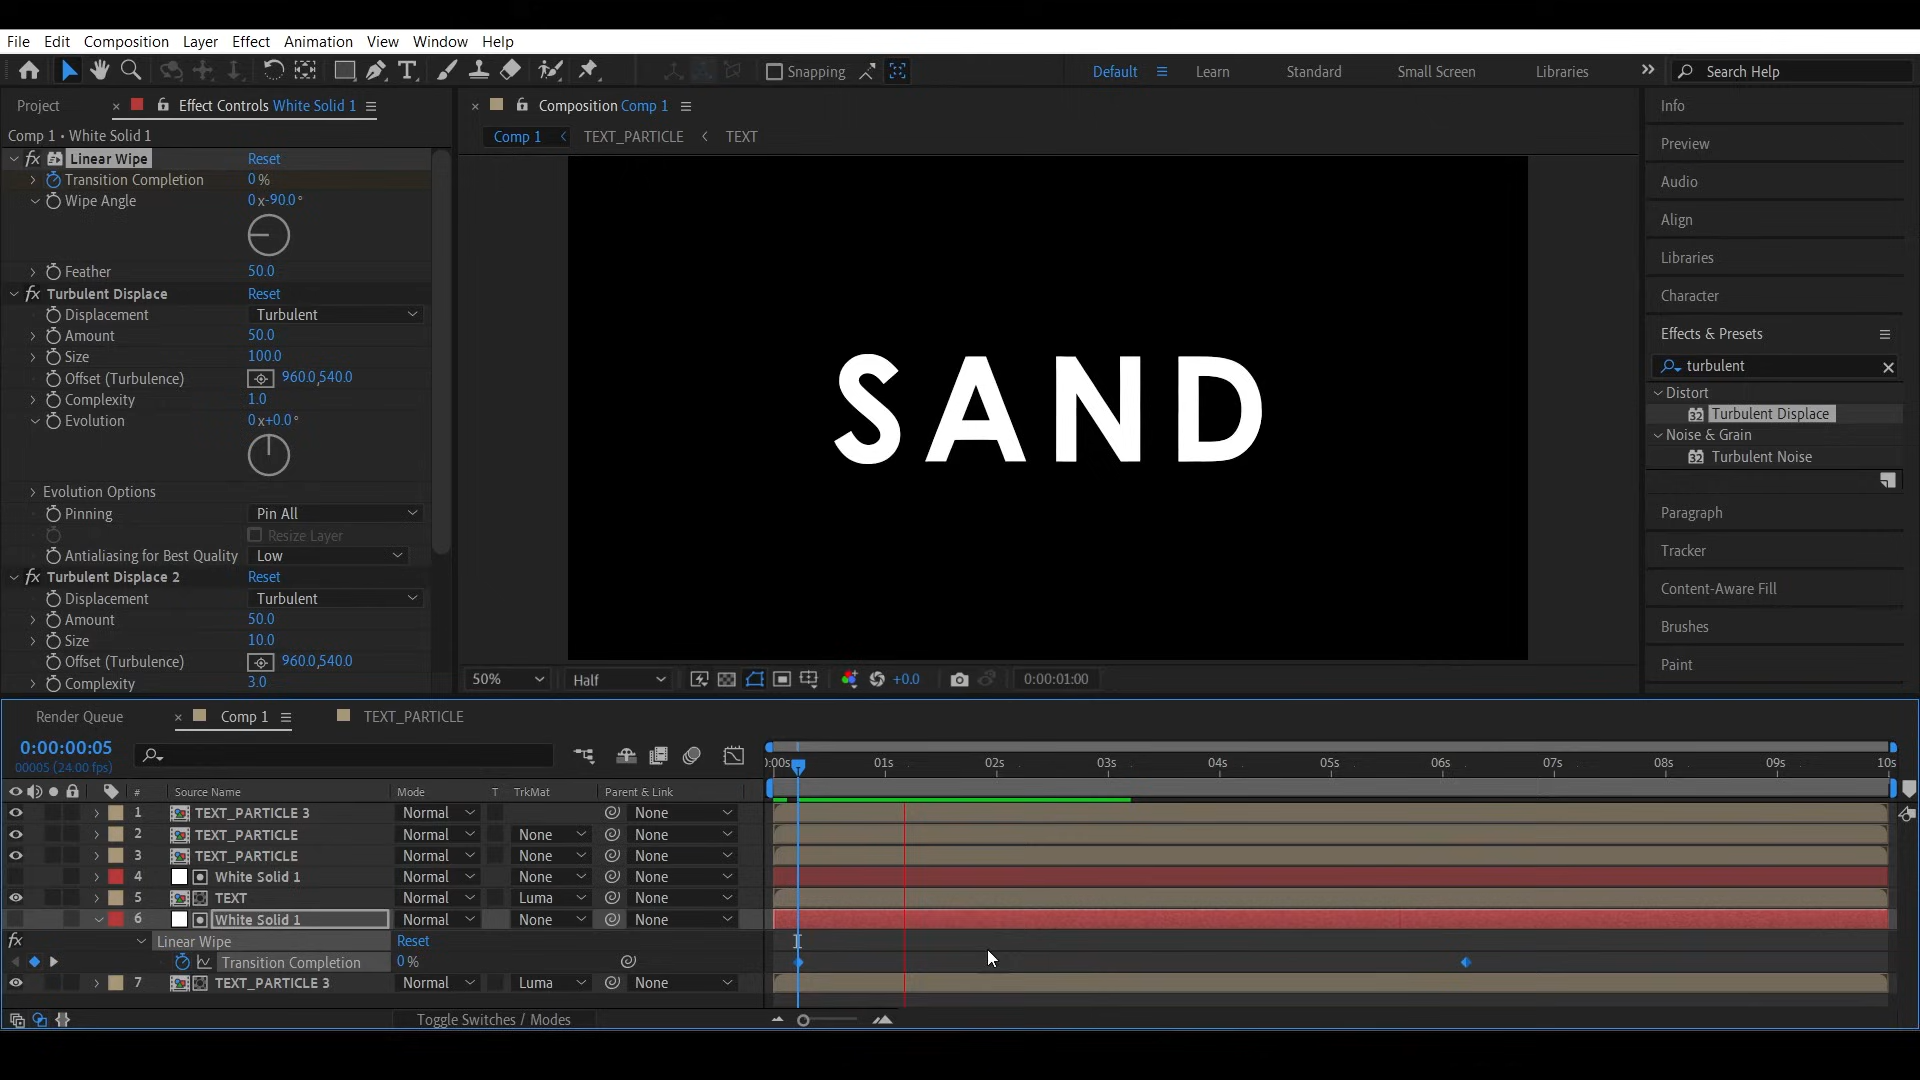 File Edit Composition Layer Effect Animation View Window Help
Snapping Default Learn Standard Small Screen Libraries Search Help
Project Effect Controls White Solid 1
Composition Comp 1
Info
Comp 1 • White Solid 1
Comp 1 TEXT_PARTICLE TEXT
Preview
fx Linear Wipe Reset
Transition Completion 0 %
Audio
Wipe Angle 0 x-90.0 °
Align
Libraries
Feather 50.0
fx Turbulent Displace Reset
Character
Displacement Turbulent
Amount 50.0
Effects & Presets
Size 100.0
turbulent
Offset (Turbulence) 960.0,540.0
Distort
Complexity 1.0
32 Turbulent Displace
Evolution 0 x+0.0 °
Noise & Grain
32 Turbulent Noise
SAND
Evolution Options
Pinning Pin All
Paragraph
Resize Layer
Antialiasing for Best Quality Low
Tracker
fx Turbulent Displace 2 Reset
Content-Aware Fill
Displacement Turbulent
Amount 50.0
Brushes
Size 10.0
Offset (Turbulence) 960.0,540.0
Paint
Complexity 3.0
50% Half +0.0 0:00:01:00
Render Queue Comp 1 TEXT_PARTICLE
0:00:00:05
00005 (24.00 fps)
0:00s 01s 02s 03s 04s 05s 06s 07s 08s 09s 10s
# Source Name Mode T TrkMat Parent & Link
1 TEXT_PARTICLE 3 Normal None
2 TEXT_PARTICLE Normal None None
3 TEXT_PARTICLE Normal None None
4 White Solid 1 Normal None None
5 TEXT Normal Luma None
6 White Solid 1 Normal None None
fx Linear Wipe Reset
Transition Completion 0 %
7 TEXT_PARTICLE 3 Normal Luma None
Toggle Switches / Modes